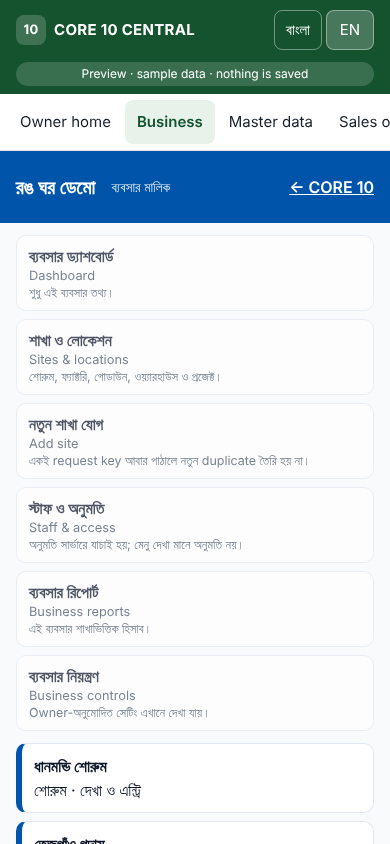 10 CORE 10 CENTRAL বাংলা EN
Preview · sample data · nothing is saved
Owner home Business Master data Sales o
রঙ ঘর ডেমো ব্যবসার মালিক ← CORE 10
ব্যবসার ড্যাশবোর্ড
Dashboard
শুধু এই ব্যবসার তথ্য।
শাখা ও লোকেশন
Sites & locations
শোরুম, ফ্যাক্টরি, গোডাউন, ওয়্যারহাউস ও প্রজেক্ট।
নতুন শাখা যোগ
Add site
একই request key আবার পাঠালে নতুন duplicate তৈরি হয় না।
স্টাফ ও অনুমতি
Staff & access
অনুমতি সার্ভারে যাচাই হয়; মেনু দেখা মানে অনুমতি নয়।
ব্যবসার রিপোর্ট
Business reports
এই ব্যবসার শাখাভিত্তিক হিসাব।
ব্যবসার নিয়ন্ত্রণ
Business controls
Owner-অনুমোদিত সেটিং এখানে দেখা যায়।
ধানমন্ডি শোরুম
শোরুম · দেখা ও এন্ট্রি